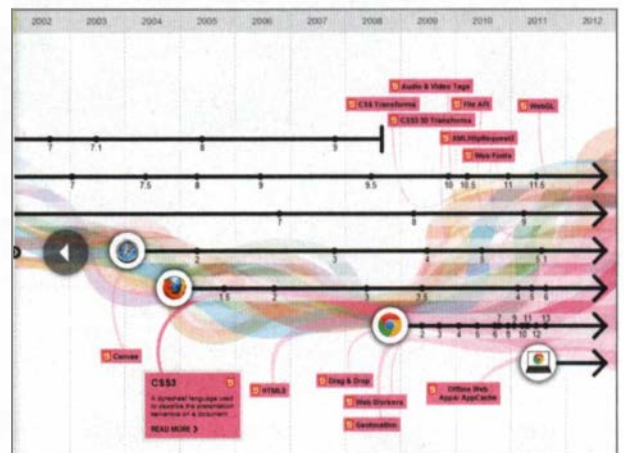 2002 2003 2004 2005 2006 2007 2008 2009 2010 2011 2012
Audio & Video Tags
CSS Transforms
File API
WebGL
CSS3 3D Transforms
XMLHttpRequest2
Web Fonts
7 7.1 8 9
7 7.5 8 9 9.5 10 10.5 11 11.5
7 8 9
2 3 4 5 5.1
1.5 2 3 3.5 4 5 6
7 9 11 13
2 3 4 5 6 8 10 12
Canvas
CSS3
A stylesheet language used
to describe the presentation
semantics of a document
READ MORE
HTML5
Drag & Drop
Web Workers
Geolocation
Offline Web
Apps: AppCache